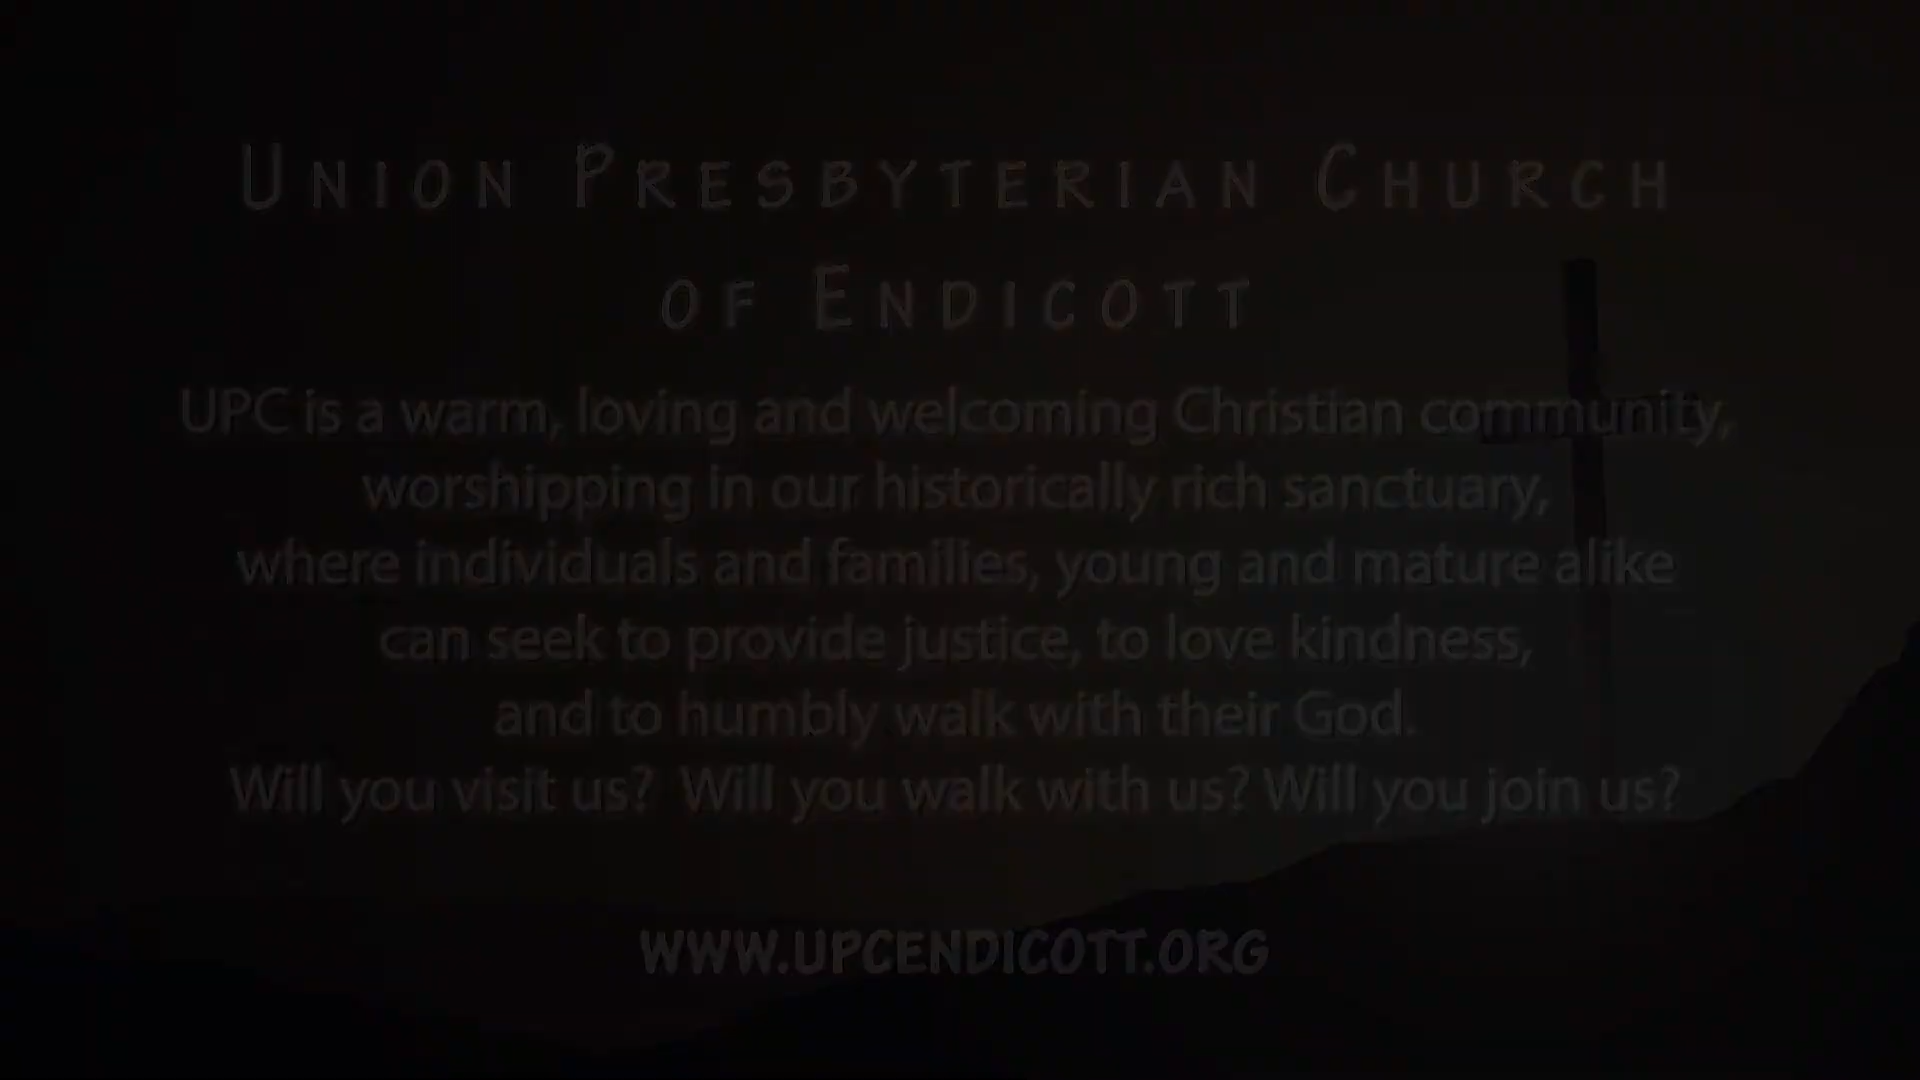 UNION PRESBYTERIAN CHURCH
OF ENDICOTT
UPC is a warm, loving and welcoming Christian community,
worshipping in our historically rich sanctuary,
where individuals and families, young and mature alike
can seek to provide justice, to love kindness,
and to humbly walk with their God.
Will you visit us?  Will you walk with us? Will you join us?
WWW.UPCENDICOTT.ORG